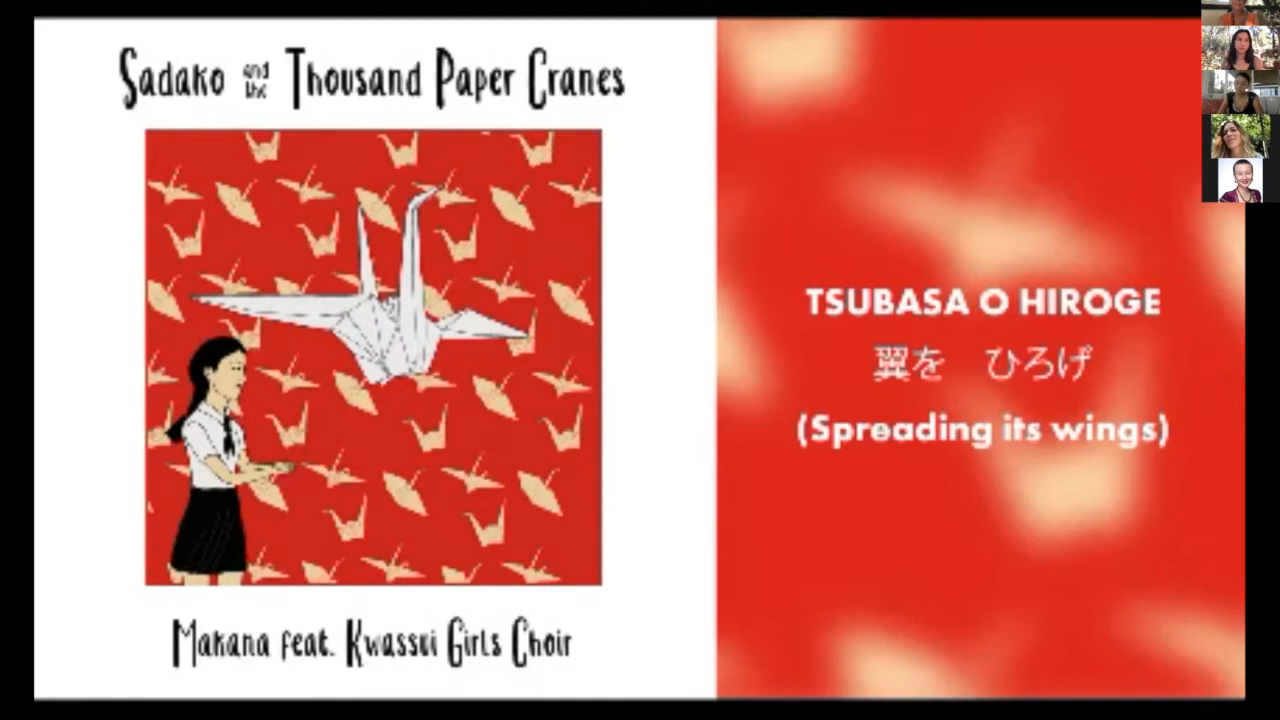 Sadako and the Thousand Paper Cranes
Makana feat. Kwassui Girls Choir
TSUBASA O HIROGE
翼を　ひろげ
(Spreading its wings)